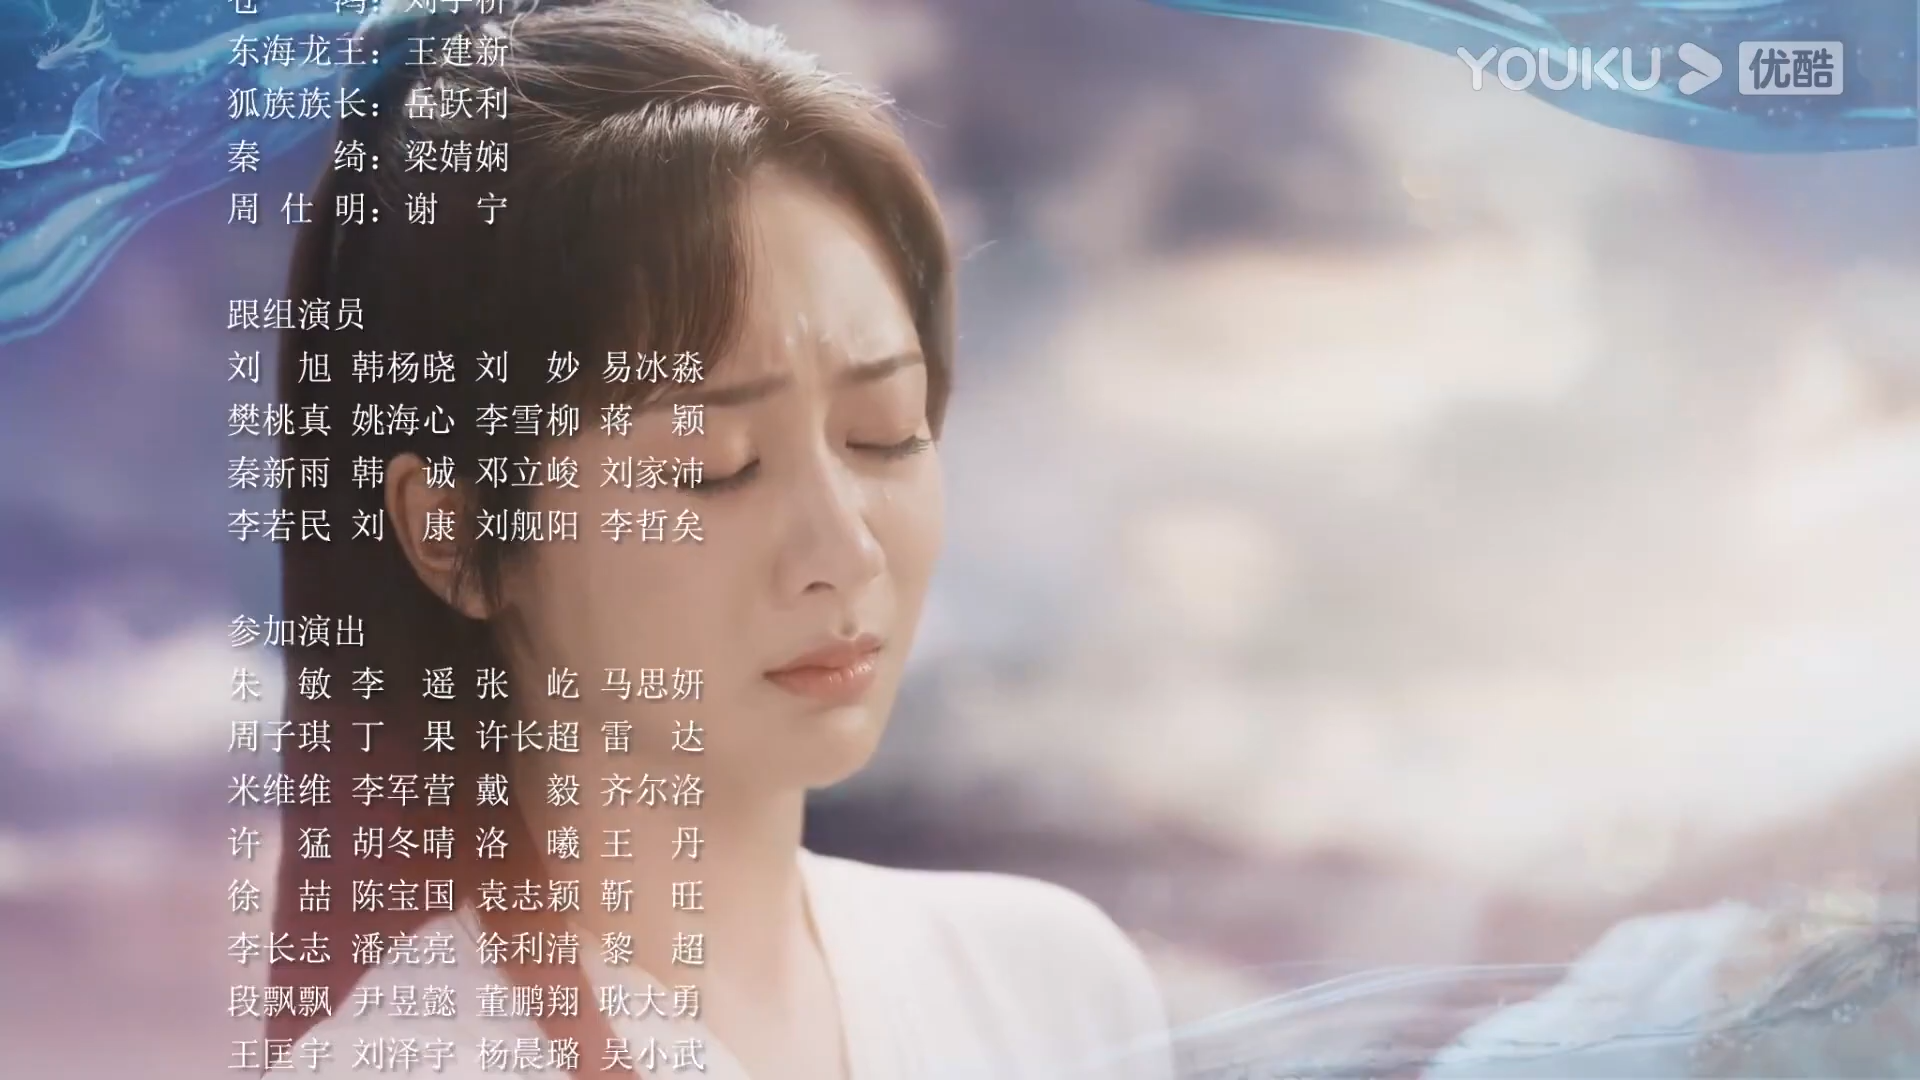 YOUKU 优酷
东海龙王：王建新
狐族族长：岳跃利
秦 绮：梁婧娴
周仕明：谢 宁
跟组演员
刘 旭 韩杨晓 刘 妙 易冰淼
樊桃真 姚海心 李雪柳 蒋 颖
秦新雨 韩 诚 邓立峻 刘家沛
李若民 刘 康 刘舰阳 李哲矣
参加演出
朱 敏 李 遥 张 屹 马思妍
周子琪 丁 果 许长超 雷 达
米维维 李军营 戴 毅 齐尔洛
许 猛 胡冬晴 洛 曦 王 丹
徐 喆 陈宝国 袁志颖 靳 旺
李长志 潘亮亮 徐利清 黎 超
段飘飘 尹昱懿 董鹏翔 耿大勇
王匡宇 刘泽宇 杨晨璐 吴小武